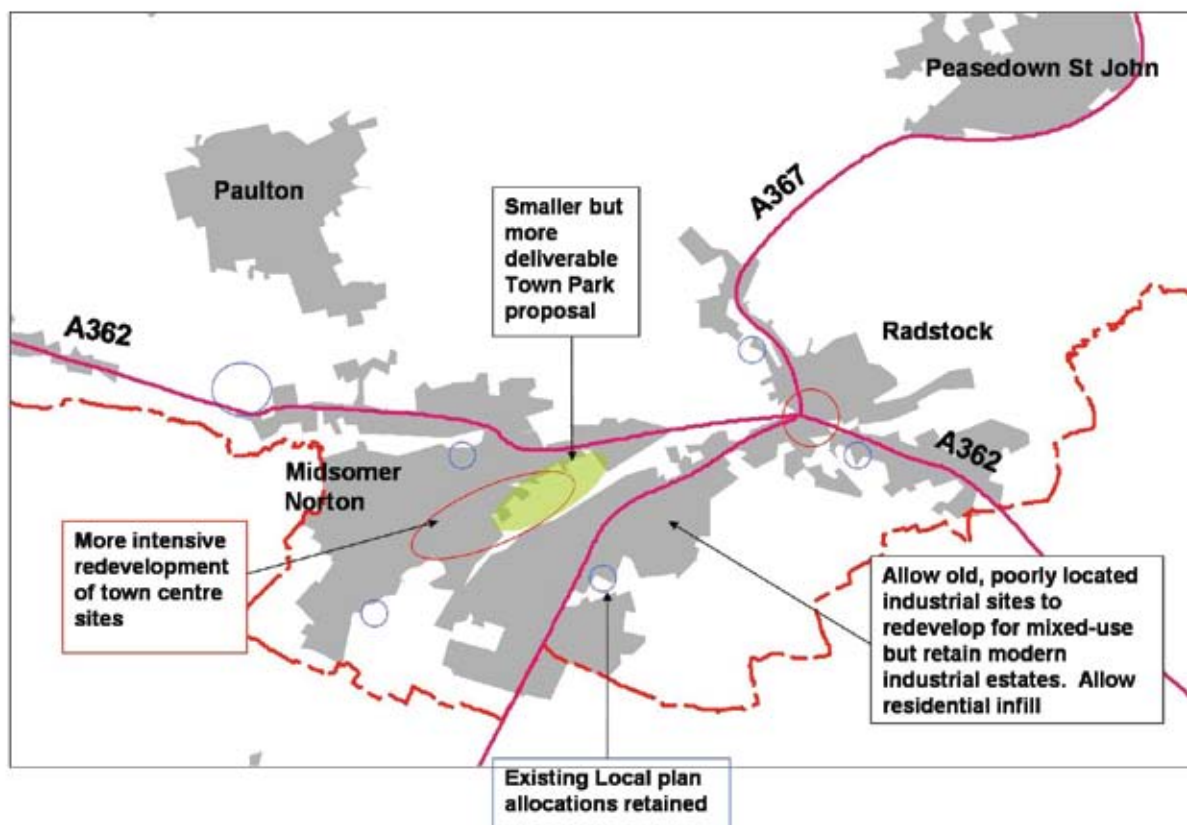 Peasedown St John
Paulton
A367
Smaller but
more
deliverable
Town Park
proposal
A362
Radstock
A362
Midsomer
Norton
More intensive
redevelopment
of town centre
sites
Allow old, poorly located
industrial sites to
redevelop for mixed-use
but retain modern
industrial estates.  Allow
residential infill
Existing Local plan
allocations retained